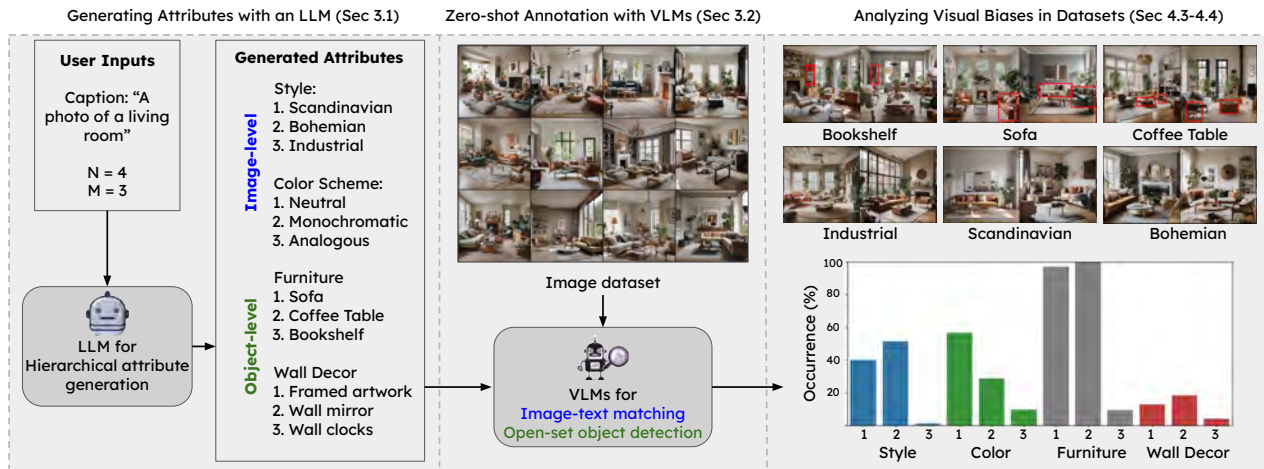 Generating Attributes with an LLM (Sec 3.1)
Zero-shot Annotation with VLMs (Sec 3.2)
Analyzing Visual Biases in Datasets (Sec 4.3-4.4)
User Inputs
Caption: “A
photo of a living
room”
N = 4
M = 3
LLM for
Hierarchical attribute
generation
Generated Attributes
Image-level
Style:
1. Scandinavian
2. Bohemian
3. Industrial
Color Scheme:
1. Neutral
2. Monochromatic
3. Analogous
Object-level
Furniture
1. Sofa
2. Coffee Table
3. Bookshelf
Wall Decor
1. Framed artwork
2. Wall mirror
3. Wall clocks
Image dataset
VLMs for
Image-text matching
Open-set object detection
Bookshelf
Sofa
Coffee Table
Industrial
Scandinavian
Bohemian
Occurrence (%)
100
80
60
40
20
1 2 3 1 2 3 1 2 3 1 2 3
Style Color Furniture Wall Decor